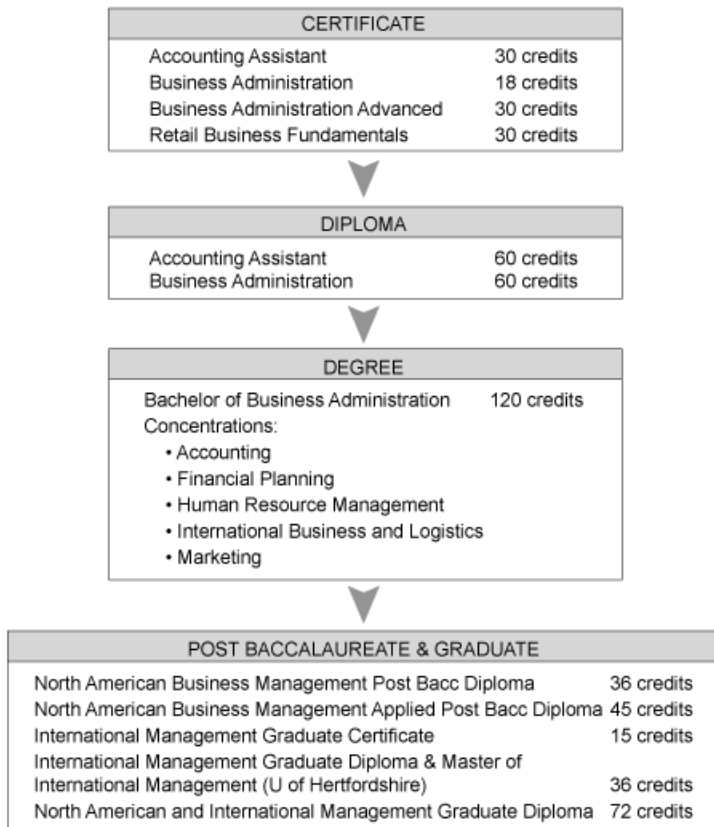 CERTIFICATE
Accounting Assistant 30 credits
Business Administration 18 credits
Business Administration Advanced 30 credits
Retail Business Fundamentals 30 credits
DIPLOMA
Accounting Assistant 60 credits
Business Administration 60 credits
DEGREE
Bachelor of Business Administration 120 credits
Concentrations:
• Accounting
• Financial Planning
• Human Resource Management
• International Business and Logistics
• Marketing
POST BACCALAUREATE & GRADUATE
North American Business Management Post Bacc Diploma 36 credits
North American Business Management Applied Post Bacc Diploma 45 credits
International Management Graduate Certificate 15 credits
International Management Graduate Diploma & Master of
International Management (U of Hertfordshire) 36 credits
North American and International Management Graduate Diploma 72 credits